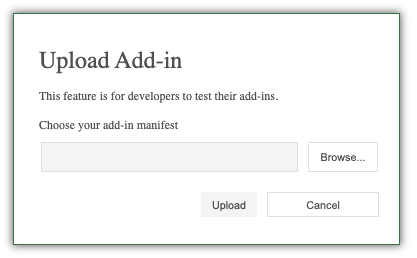 Upload Add-in
This feature is for developers to test their add-ins.
Choose your add-in manifest
Browse...
Upload Cancel